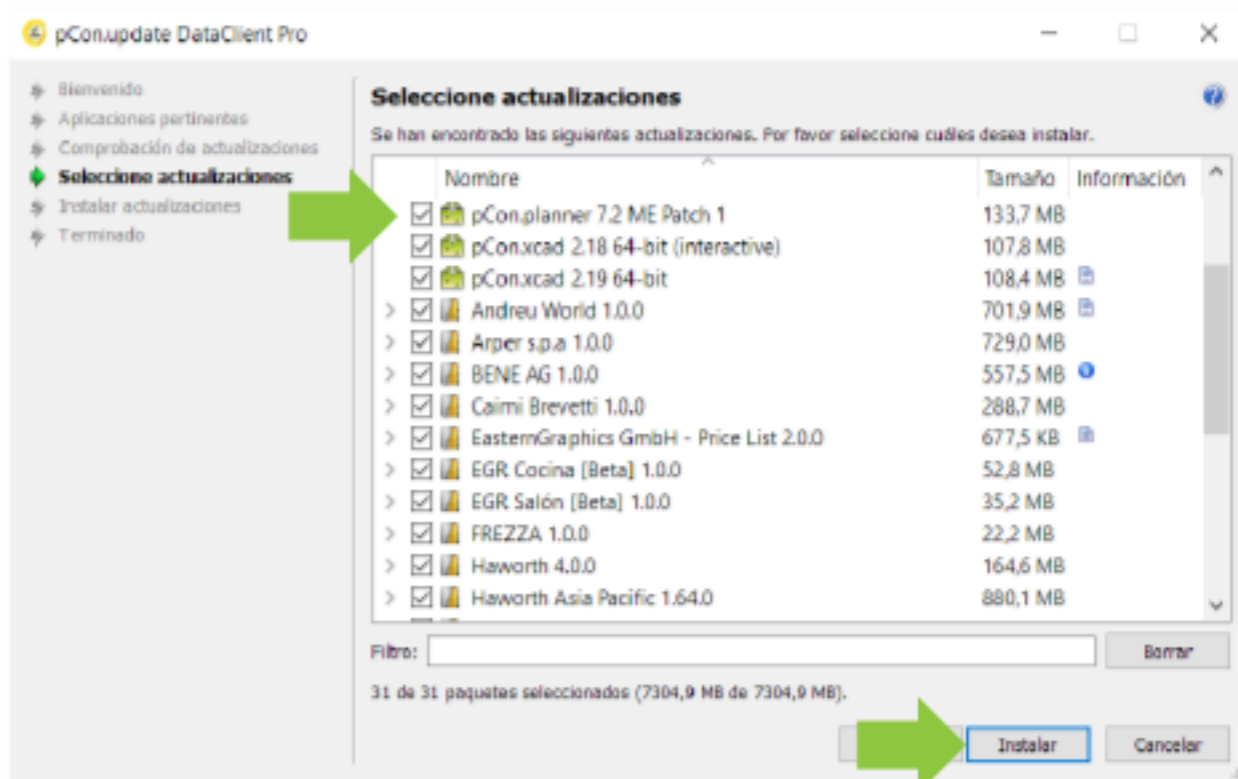 pCon.update DataClient Pro
Bienvenido
Aplicaciones pertinentes
Comprobación de actualizaciones
Seleccione actualizaciones
Instalar actualizaciones
Terminado
Seleccione actualizaciones
Se han encontrado las siguientes actualizaciones. Por favor seleccione cuáles desea instalar.
Nombre Tamaño Información
pCon.planner 7.2 ME Patch 1 133,7 MB
pCon.xcad 2.18 64-bit (interactive) 107,8 MB
pCon.xcad 2.19 64-bit 108,4 MB
Andreu World 1.0.0 701,9 MB
Arper s.p.a 1.0.0 729,0 MB
BENE AG 1.0.0 557,5 MB
Caimi Brevetti 1.0.0 288,7 MB
EasternGraphics GmbH - Price List 2.0.0 677,5 KB
EGR Cocina [Beta] 1.0.0 52,8 MB
EGR Salón [Beta] 1.0.0 35,2 MB
FREZZA 1.0.0 22,2 MB
Haworth 4.0.0 164,6 MB
Haworth Asia Pacific 1.64.0 880,1 MB
Filtro: Borrar
31 de 31 paquetes seleccionados (7304,9 MB de 7304,9 MB).
Instalar Cancelar